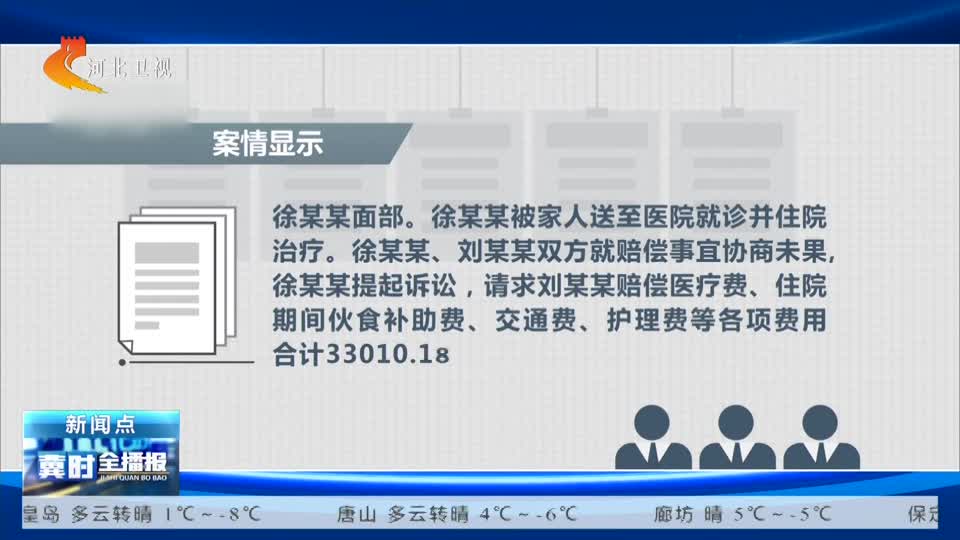 河北卫视
案情显示
徐某某面部。徐某某被家人送至医院就诊并住院
治疗。徐某某、刘某某双方就赔偿事宜协商未果,
徐某某提起诉讼，请求刘某某赔偿医疗费、住院
期间伙食补助费、交通费、护理费等各项费用
合计33010.18
新闻点
冀时全播报
JI SHI QUAN BO BAO
皇岛 多云转晴 1℃～-8℃ 唐山 多云转晴 4℃～-6℃ 廊坊 晴 5℃～-5℃ 保定